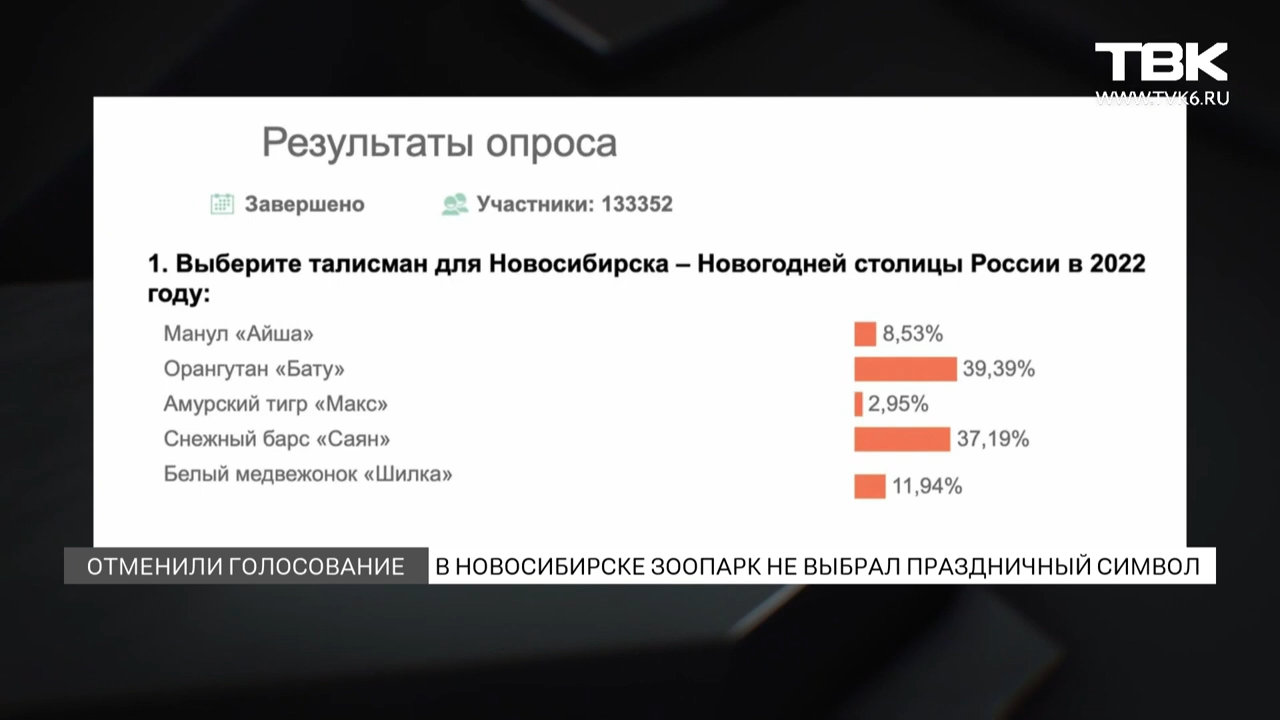 ТВК
WWW.TVK6.RU
Результаты опроса
Завершено
Участники: 133352
1. Выберите талисман для Новосибирска – Новогодней столицы России в 2022
году:
Манул «Айша» 8,53%
Орангутан «Бату» 39,39%
Амурский тигр «Макс» 2,95%
Снежный барс «Саян» 37,19%
Белый медвежонок «Шилка» 11,94%
ОТМЕНИЛИ ГОЛОСОВАНИЕ В НОВОСИБИРСКЕ ЗООПАРК НЕ ВЫБРАЛ ПРАЗДНИЧНЫЙ СИМВОЛ